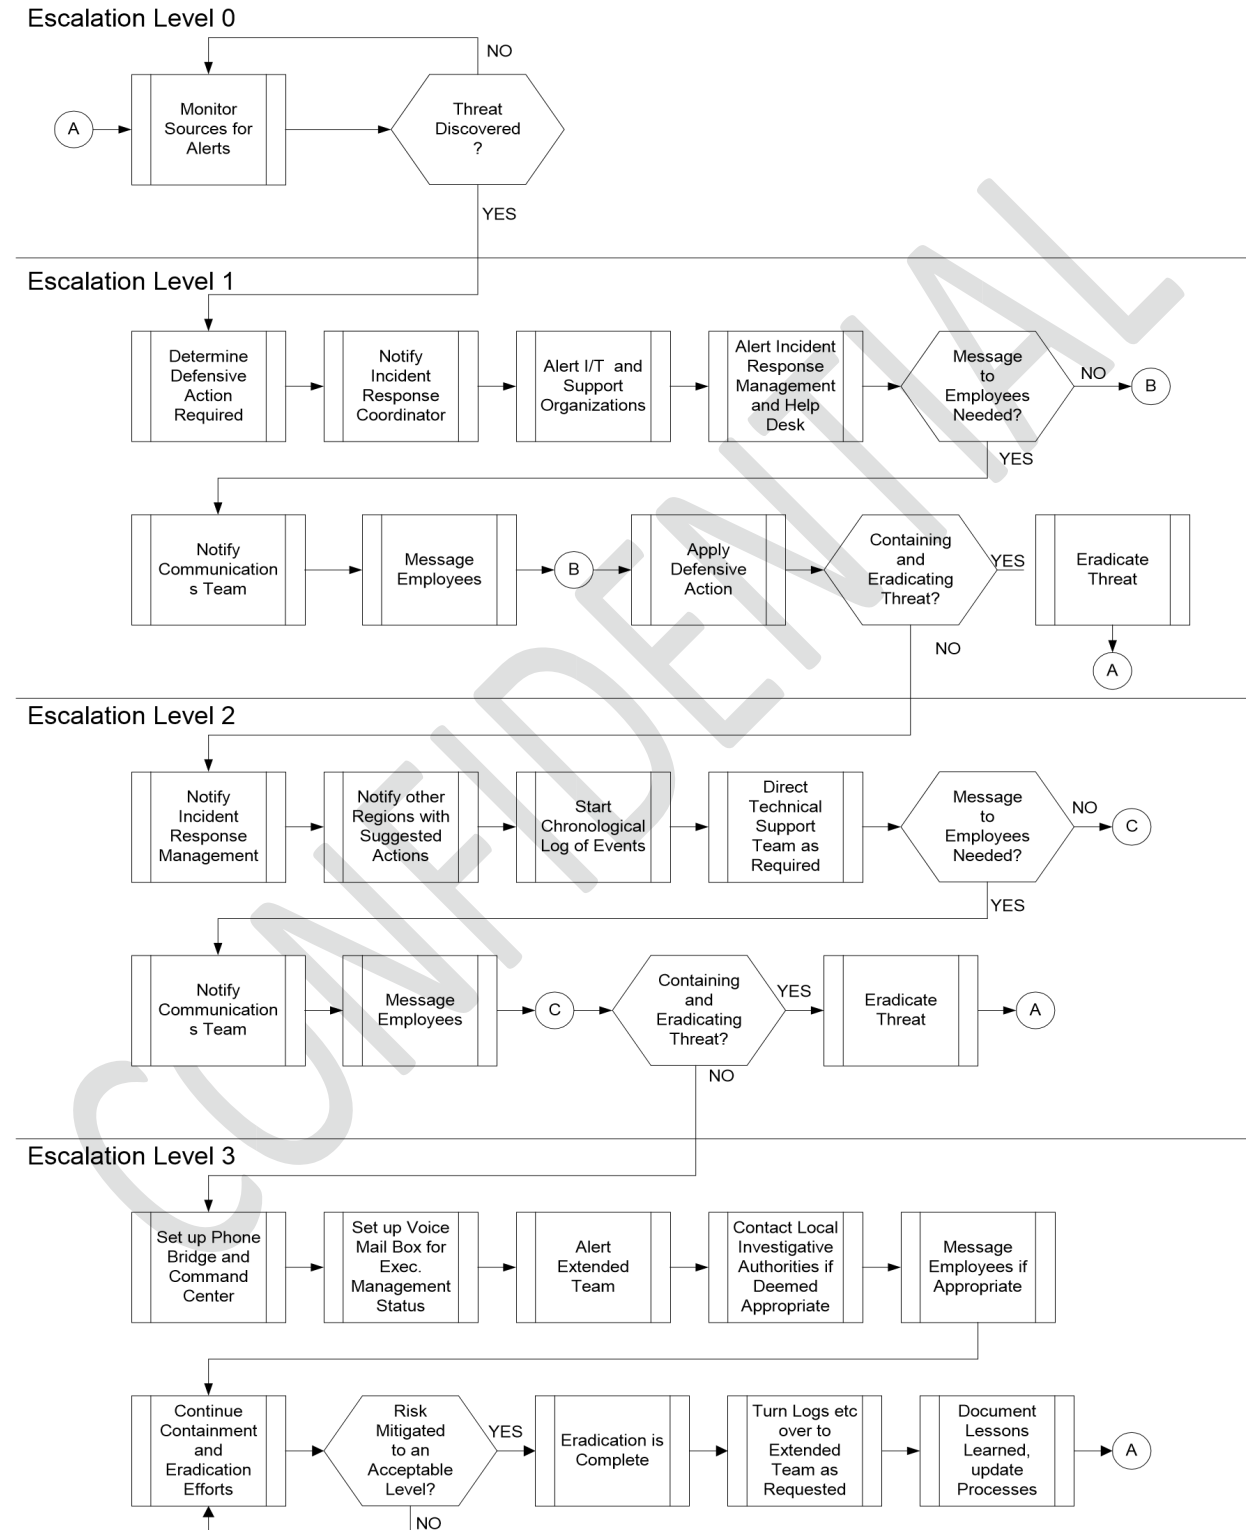 Escalation Level 0
NO
A
Monitor
Sources for
Alerts
Threat
Discovered
?
YES
Escalation Level 1
Determine
Defensive
Action
Required
Notify
Incident
Response
Coordinator
Alert I/T and
Support
Organizations
Alert Incident
Response
Management
and Help
Desk
Message
to
Employees
Needed?
NO
B
YES
Notify
Communication
s Team
Message
Employees
B
Apply
Defensive
Action
Containing
and
Eradicating
Threat?
YES
Eradicate
Threat
NO
A
Escalation Level 2
Notify
Incident
Response
Management
Notify other
Regions with
Suggested
Actions
Start
Chronological
Log of Events
Direct
Technical
Support
Team as
Required
Message
to
Employees
Needed?
NO
C
YES
Notify
Communication
s Team
Message
Employees
C
Containing
and
Eradicating
Threat?
YES
Eradicate
Threat
A
NO
Escalation Level 3
Set up Phone
Bridge and
Command
Center
Set up Voice
Mail Box for
Exec.
Management
Status
Alert
Extended
Team
Contact Local
Investigative
Authorities if
Deemed
Appropriate
Message
Employees if
Appropriate
Continue
Containment
and
Eradication
Efforts
Risk
Mitigated
to an
Acceptable
Level?
YES
Eradication is
Complete
Turn Logs etc
over to
Extended
Team as
Requested
Document
Lessons
Learned,
update
Processes
A
NO
CONFIDENTIAL